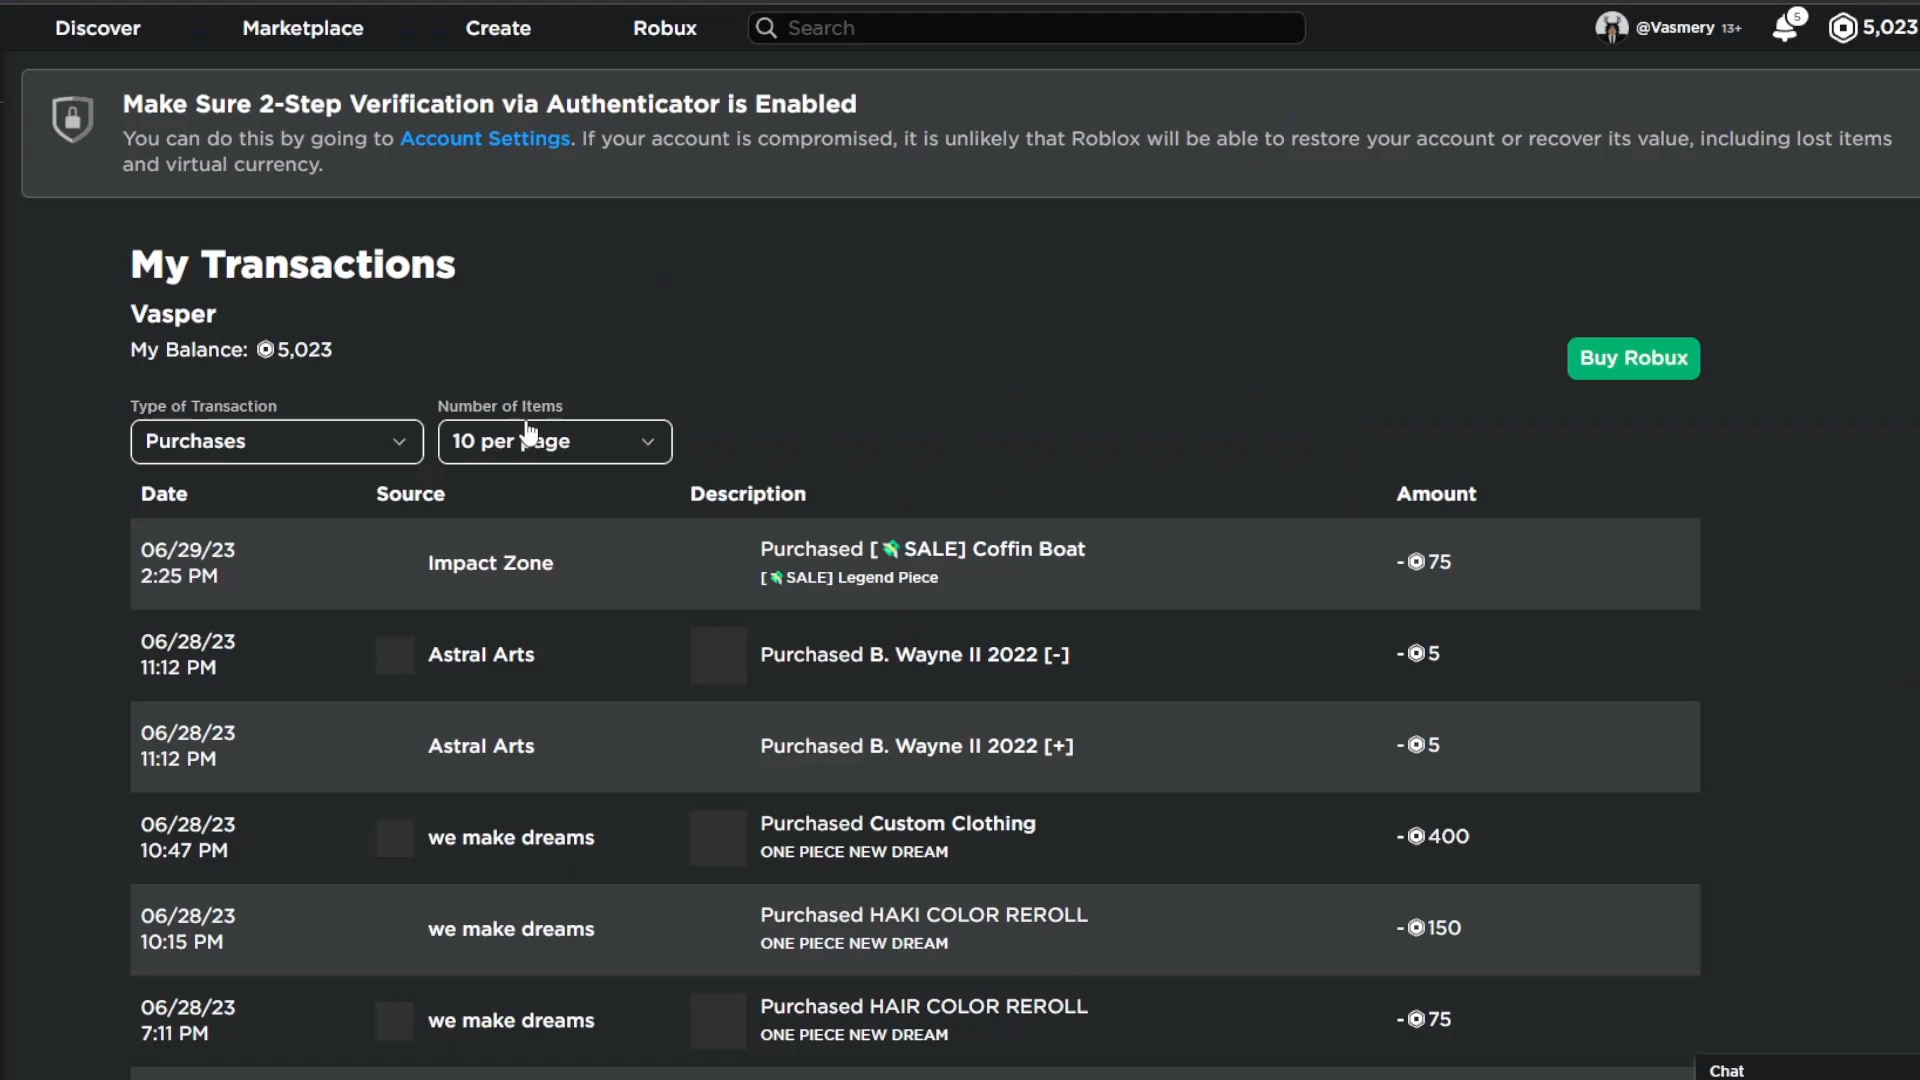 Discover Marketplace Create Robux Search @Vasmery 13+ 5 5,023
Make Sure 2-Step Verification via Authenticator is Enabled
You can do this by going to Account Settings. If your account is compromised, it is unlikely that Roblox will be able to restore your account or recover its value, including lost items
and virtual currency.
My Transactions
Vasper
My Balance: 5,023
Buy Robux
Type of Transaction Number of Items
Purchases 10 per page
Date Source Description Amount
06/29/23
2:25 PM
Impact Zone
Purchased [💸SALE] Coffin Boat
[💸SALE] Legend Piece
-75
06/28/23
11:12 PM
Astral Arts
Purchased B. Wayne II 2022 [-]
-5
06/28/23
11:12 PM
Astral Arts
Purchased B. Wayne II 2022 [+]
-5
06/28/23
10:47 PM
we make dreams
Purchased Custom Clothing
ONE PIECE NEW DREAM
-400
06/28/23
10:15 PM
we make dreams
Purchased HAKI COLOR REROLL
ONE PIECE NEW DREAM
-150
06/28/23
7:11 PM
we make dreams
Purchased HAIR COLOR REROLL
ONE PIECE NEW DREAM
-75
Chat